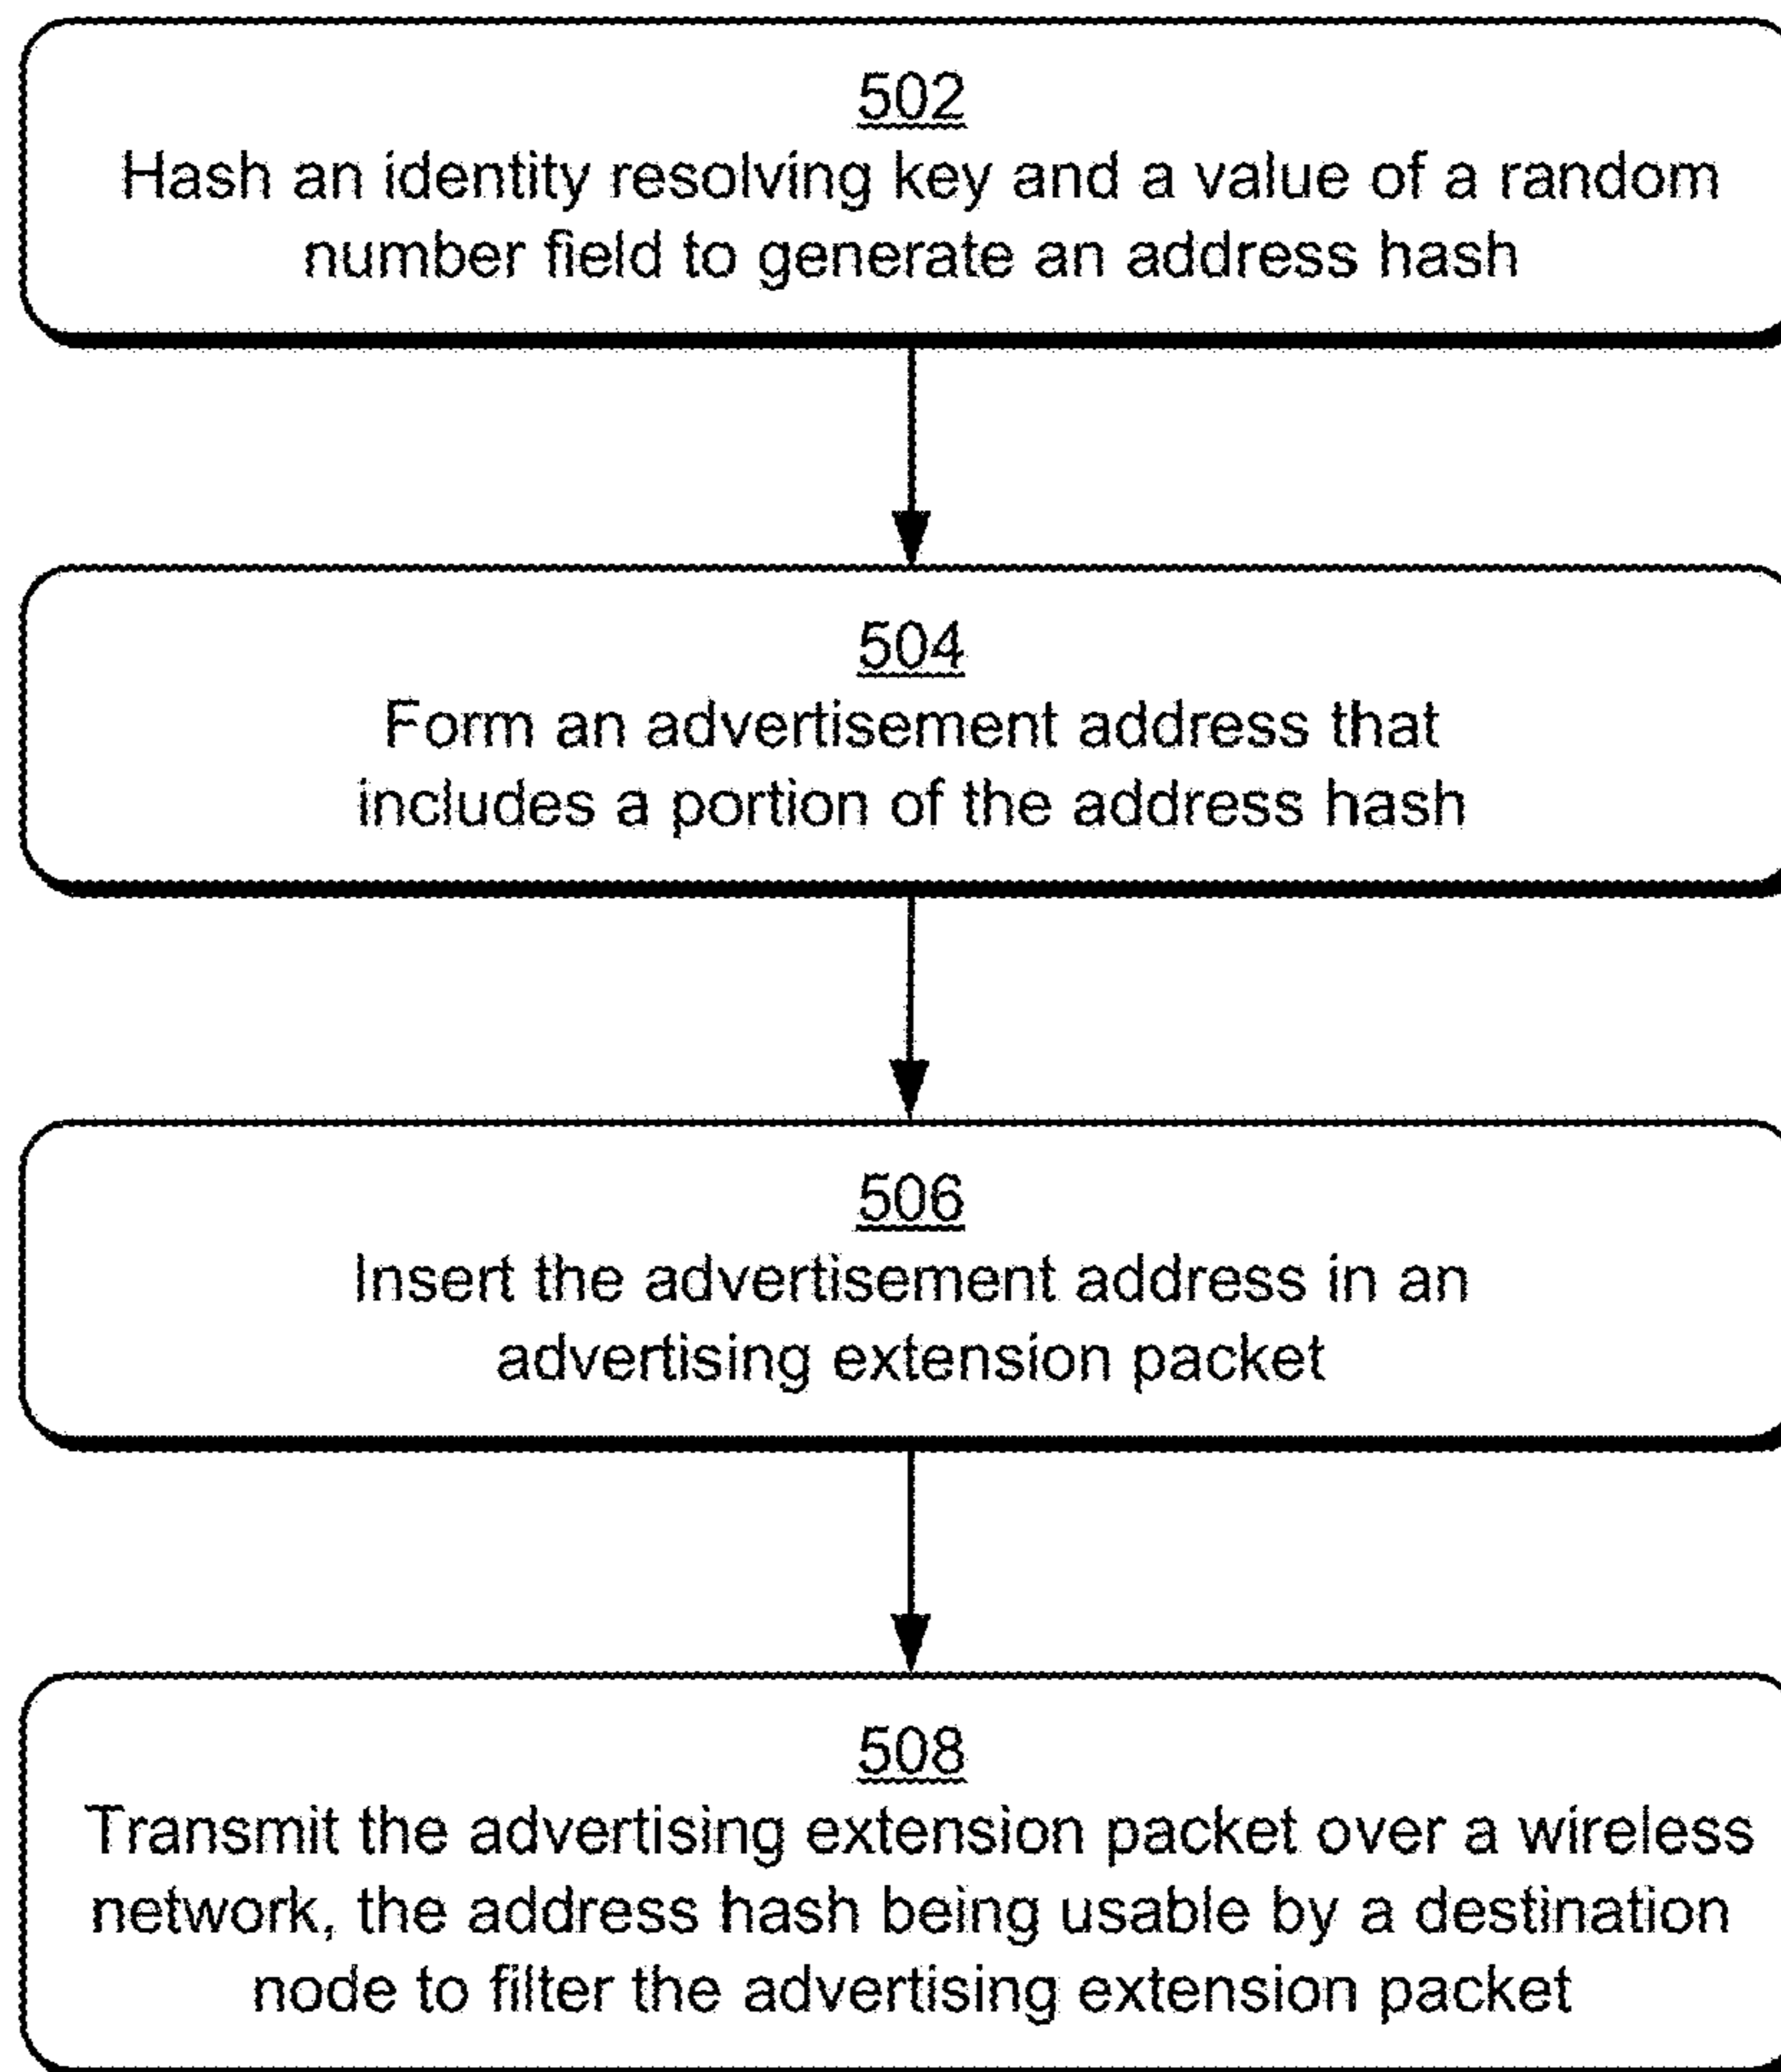 502
Hash an identity resolving key and a value of a random
number field to generate an address hash
504
Form an advertisement address that
includes a portion of the address hash
506
Insert the advertisement address in an
advertising extension packet
508
Transmit the advertising extension packet over a wireless
network, the address hash being usable by a destination
node to filter the advertising extension packet